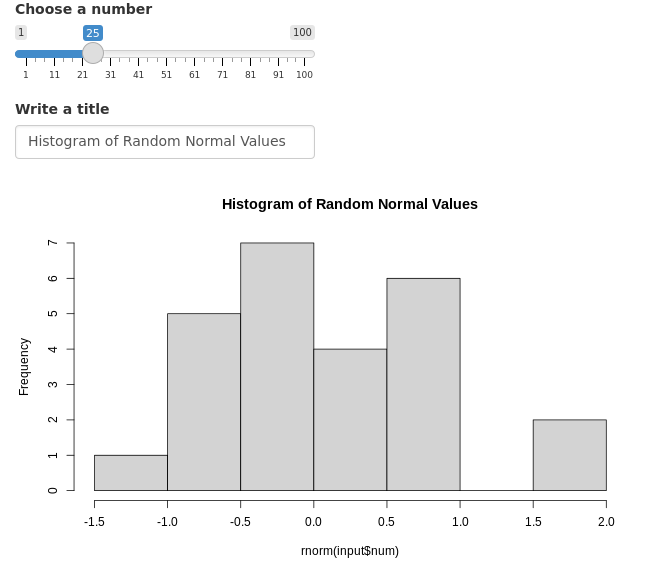 Choose a number
1 25 100
1 11 21 31 41 51 61 71 81 91 100
Write a title
Histogram of Random Normal Values
Histogram of Random Normal Values
7
6
5
4
3
2
1
0
Frequency
-1.5 -1.0 -0.5 0.0 0.5 1.0 1.5 2.0
rnorm(input$num)